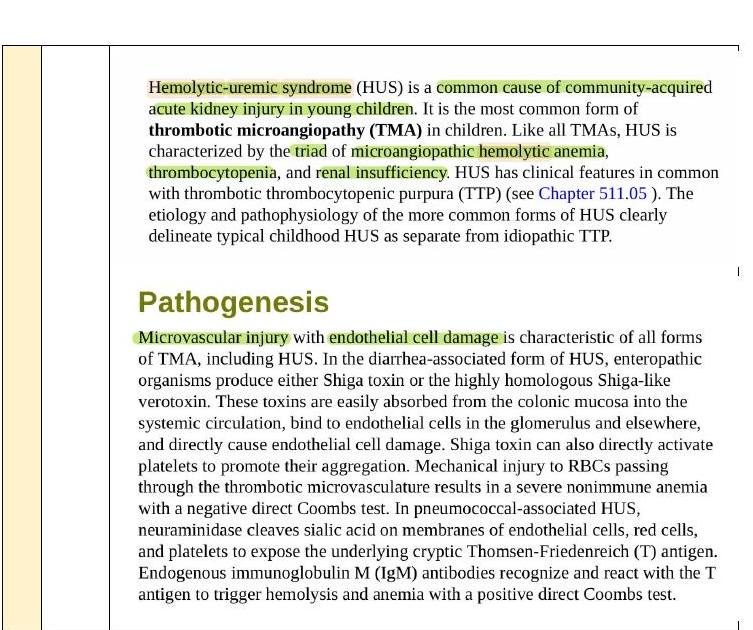 Hemolytic-uremic syndrome (HUS) is a common cause of community-acquired
acute kidney injury in young children. It is the most common form of
thrombotic microangiopathy (TMA) in children. Like all TMAs, HUS is
characterized by the triad of microangiopathic hemolytic anemia,
thrombocytopenia, and renal insufficiency. HUS has clinical features in common
with thrombotic thrombocytopenic purpura (TTP) (see Chapter 511.05 ). The
etiology and pathophysiology of the more common forms of HUS clearly
delineate typical childhood HUS as separate from idiopathic TTP.
Pathogenesis
Microvascular injury with endothelial cell damage is characteristic of all forms
of TMA, including HUS. In the diarrhea-associated form of HUS, enteropathic
organisms produce either Shiga toxin or the highly homologous Shiga-like
verotoxin. These toxins are easily absorbed from the colonic mucosa into the
systemic circulation, bind to endothelial cells in the glomerulus and elsewhere,
and directly cause endothelial cell damage. Shiga toxin can also directly activate
platelets to promote their aggregation. Mechanical injury to RBCs passing
through the thrombotic microvasculature results in a severe nonimmune anemia
with a negative direct Coombs test. In pneumococcal-associated HUS,
neuraminidase cleaves sialic acid on membranes of endothelial cells, red cells,
and platelets to expose the underlying cryptic Thomsen-Friedenreich (T) antigen.
Endogenous immunoglobulin M (IgM) antibodies recognize and react with the T
antigen to trigger hemolysis and anemia with a positive direct Coombs test.